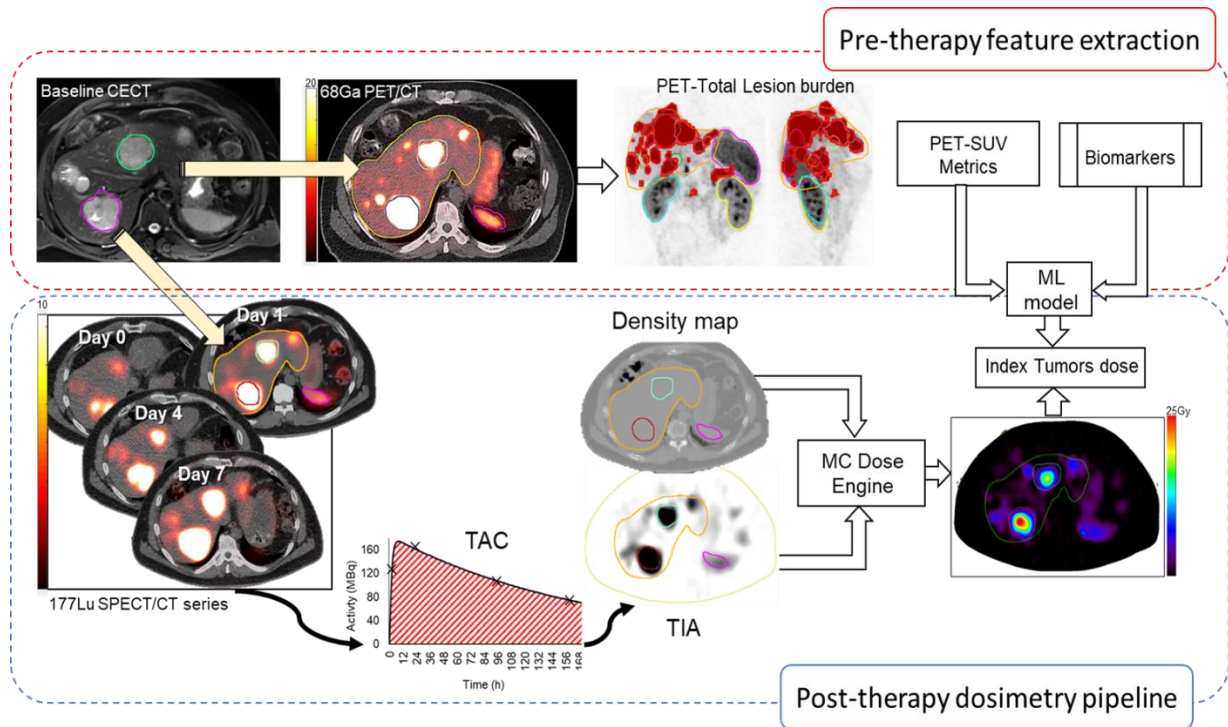 Pre-therapy feature extraction
Baseline CECT
20
68Ga PET/CT
PET-Total Lesion burden
PET-SUV
Metrics
Biomarkers
ML
model
Index Tumors dose
10
Day 0
Day 1
Day 4
Day 7
177Lu SPECT/CT series
TAC
Activty (MBq)
160
120
80
40
0
0
12
24
36
48
60
72
84
96
108
120
132
144
156
168
Time (h)
Density map
TIA
MC Dose
Engine
25Gy
Post-therapy dosimetry pipeline